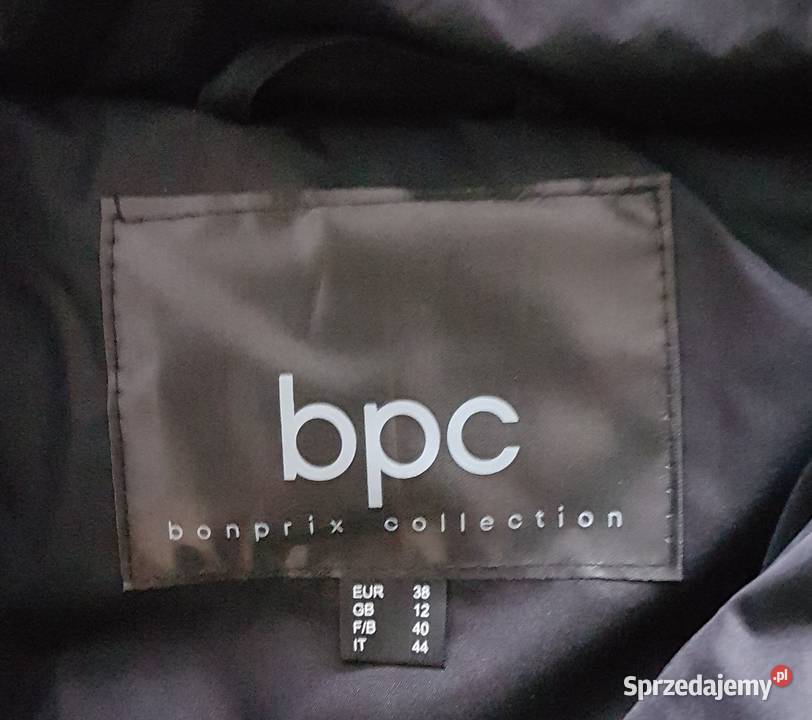 bpc
bonprix collection
EUR 38
GB 12
F/B 40
IT 44
Sprzedajemy.pl